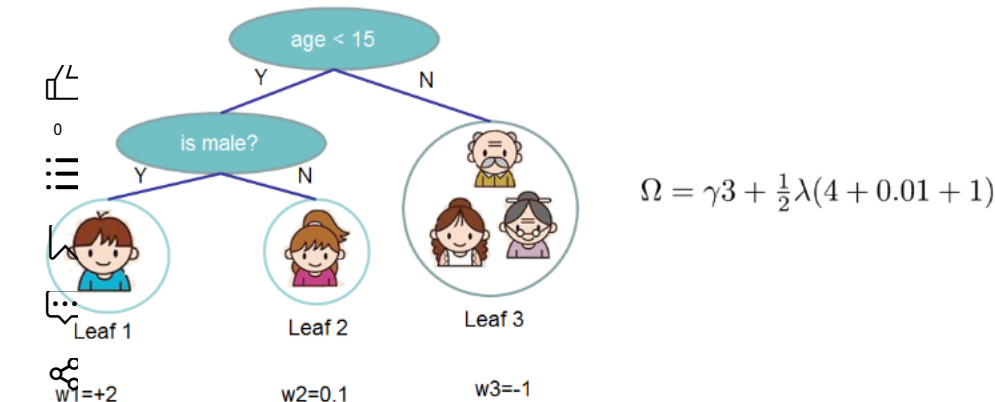 age < 15
Y
N
0
is male?
Y
N
Ω = γ3 + ½λ(4 + 0.01 + 1)
Leaf 1
Leaf 2
Leaf 3
w1=+2
w2=0.1
w3=-1